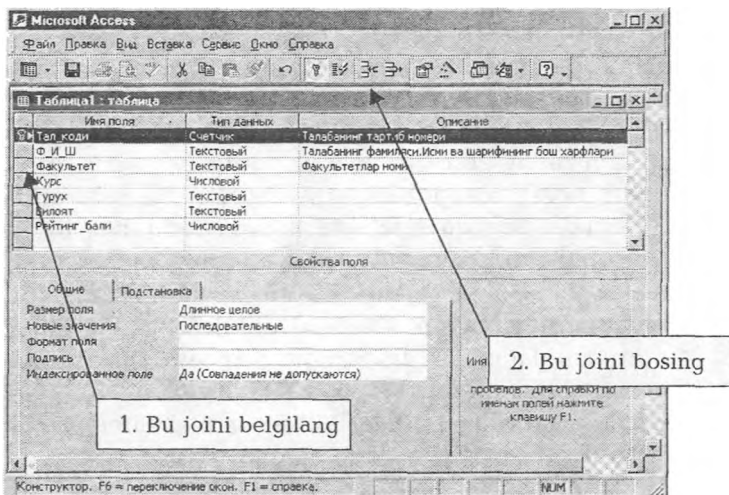 Microsoft Access
Файл Правка Вид Вставка Сервис Окно Справка
Таблица1 : таблица
Имя поля Тип данных Описание
Тал_коди Счетчик Талабанинг тартиб номери
Ф_И_Ш Текстовый Талабанинг фамиляси.Исми ва шарифининг бош харфлари
Факультет Текстовый Факультетлар номи
Курс Числовой
Гурух Текстовый
Вилоят Текстовый
Рейтинг_бали Числовой
Свойства поля
Общие Подстановка
Размер поля Длинное целое
Новые значения Последовательные
Формат поля
Подпись
Индексированное поле Да (Совпадения не допускаются)
Имя
пробелов. Для справки по
именам полей нажмите
клавишу F1.
1. Bu joini belgilang
2. Bu joini bosing
Конструктор. F6 = переключение окон. F1 = справка. NUM